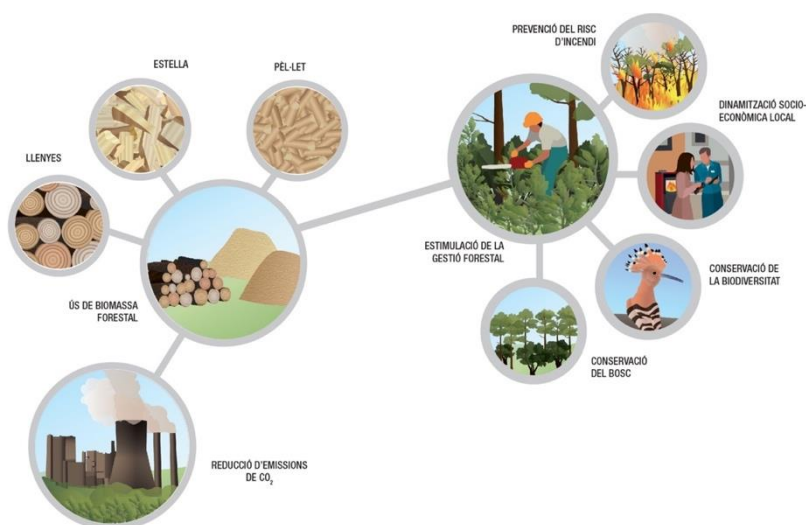 PREVENCIÓ DEL RISC
D'INCENDI
ESTELLA
PÈL·LET
DINAMITZACIÓ SOCIO-
ECONÒMICA LOCAL
LLENYES
ESTIMULACIÓ DE LA
GESTIÓ FORESTAL
CONSERVACIÓ DE
LA BIODIVERSITAT
ÚS DE BIOMASSA
FORESTAL
CONSERVACIÓ
DEL BOSC
REDUCCIÓ D'EMISSIONS
DE CO₂